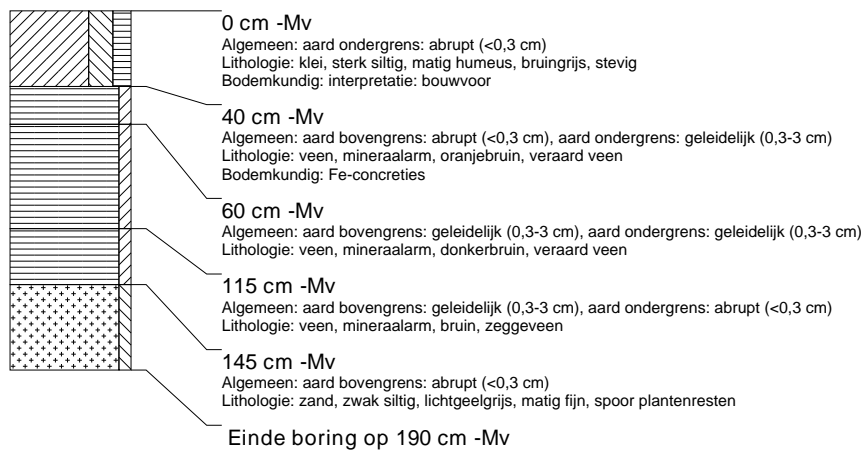 0 cm -Mv
Algemeen: aard ondergrens: abrupt (<0,3 cm)
Lithologie: klei, sterk siltig, matig humeus, bruingrijs, stevig
Bodemkundig: interpretatie: bouwvoor
40 cm -Mv
Algemeen: aard bovengrens: abrupt (<0,3 cm), aard ondergrens: geleidelijk (0,3-3 cm)
Lithologie: veen, mineraalarm, oranjebruin, veraard veen
Bodemkundig: Fe-concreties
60 cm -Mv
Algemeen: aard bovengrens: geleidelijk (0,3-3 cm), aard ondergrens: geleidelijk (0,3-3 cm)
Lithologie: veen, mineraalarm, donkerbruin, veraard veen
115 cm -Mv
Algemeen: aard bovengrens: geleidelijk (0,3-3 cm), aard ondergrens: abrupt (<0,3 cm)
Lithologie: veen, mineraalarm, bruin, zeggeveen
145 cm -Mv
Algemeen: aard bovengrens: abrupt (<0,3 cm)
Lithologie: zand, zwak siltig, lichtgeelgrijs, matig fijn, spoor plantenresten
Einde boring op 190 cm -Mv